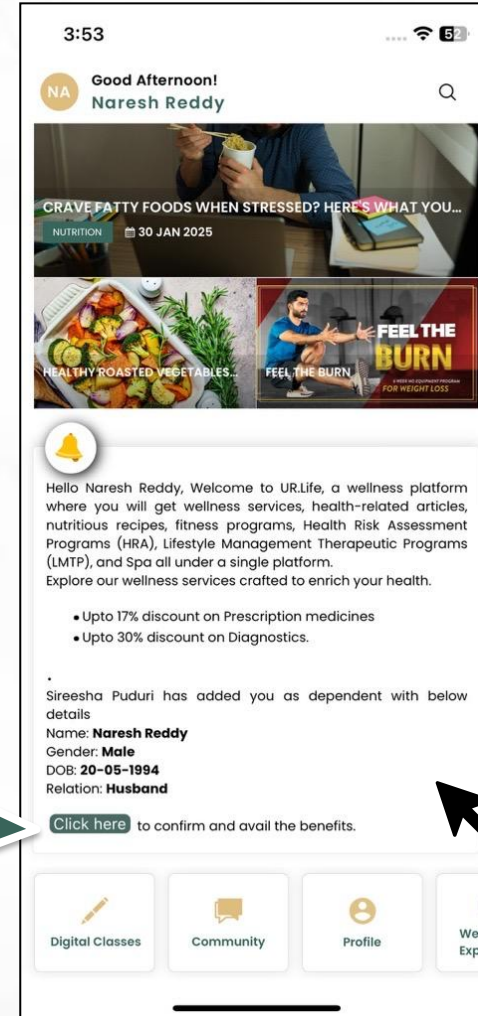 3:53
52
NA
Good Afternoon!
Naresh Reddy
CRAVE FATTY FOODS WHEN STRESSED? HERE'S WHAT YOU...
NUTRITION
30 JAN 2025
HEALTHY ROASTED VEGETABLES...
FEEL THE BURN
FEEL THE
BURN
FOR WEIGHT LOSS
Hello Naresh Reddy, Welcome to UR.Life, a wellness platform
where you will get wellness services, health-related articles,
nutritious recipes, fitness programs, Health Risk Assessment
Programs (HRA), Lifestyle Management Therapeutic Programs
(LMTP), and Spa all under a single platform.
Explore our wellness services crafted to enrich your health.
• Upto 17% discount on Prescription medicines
• Upto 30% discount on Diagnostics.
.
Sireesha Puduri has added you as dependent with below
details
Name: Naresh Reddy
Gender: Male
DOB: 20-05-1994
Relation: Husband
Click here to confirm and avail the benefits.
Digital Classes
Community
Profile
We
Exp